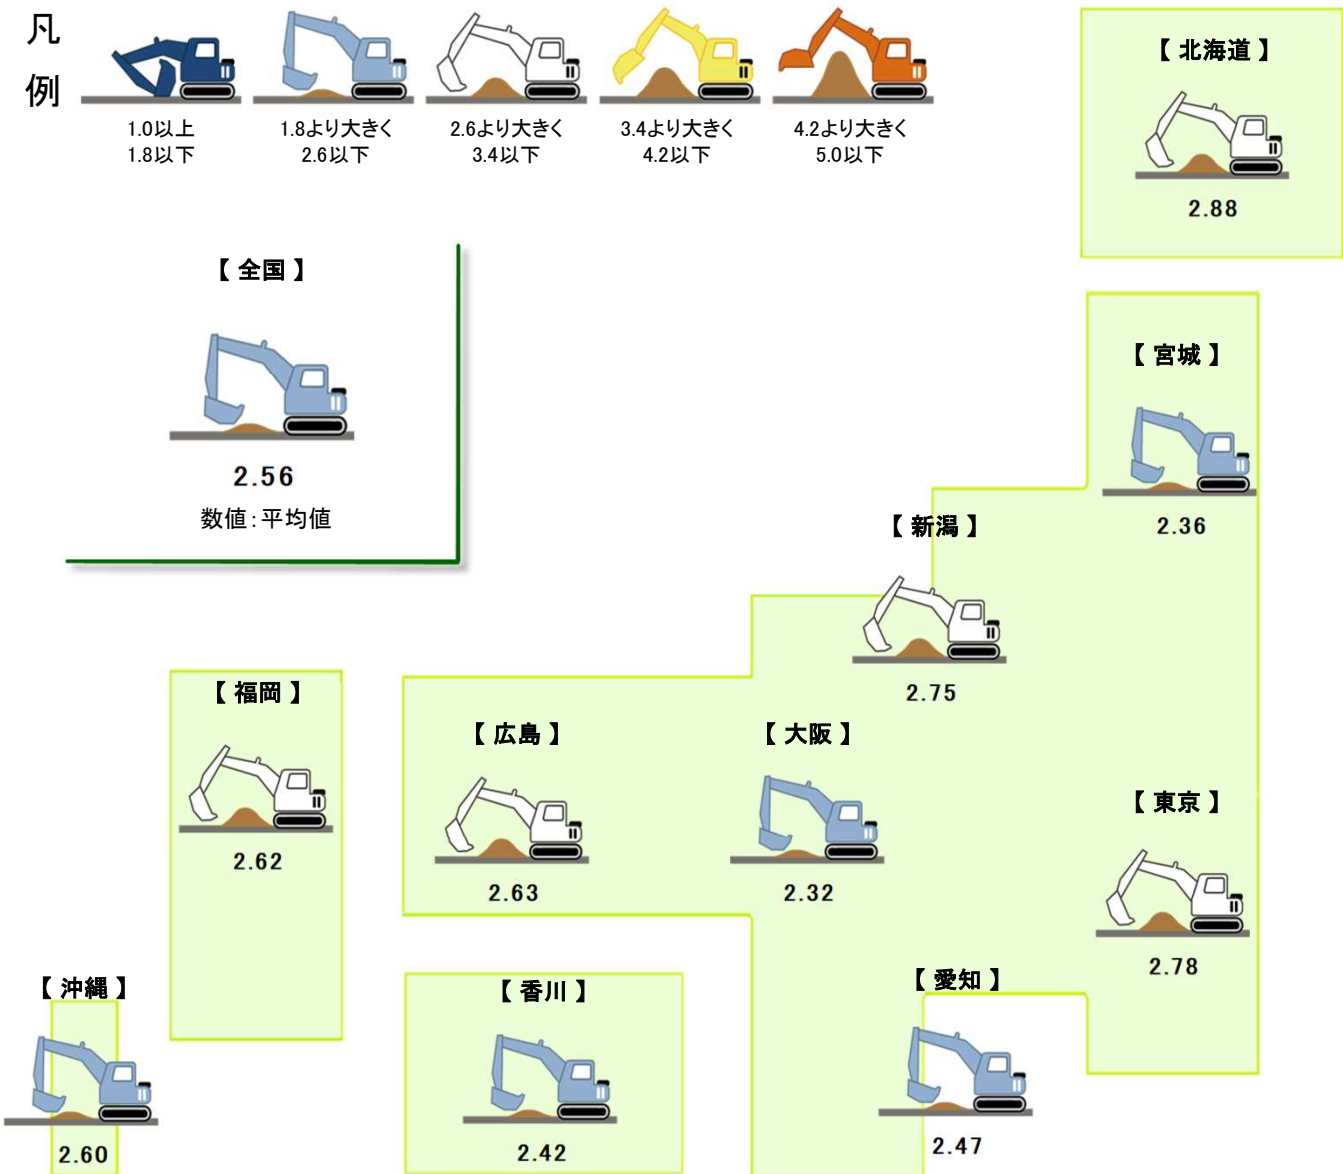 凡
例
1.0以上
1.8以下
1.8より大きく
2.6以下
2.6より大きく
3.4以下
3.4より大きく
4.2以下
4.2より大きく
5.0以下
【 北海道 】
2.88
【 全国 】
2.56
数値：平均値
【 宮城 】
2.36
【 新潟 】
2.75
【 福岡 】
2.62
【 広島 】
2.63
【 大阪 】
2.32
【 東京 】
2.78
【 沖縄 】
2.60
【 香川 】
2.42
【 愛知 】
2.47